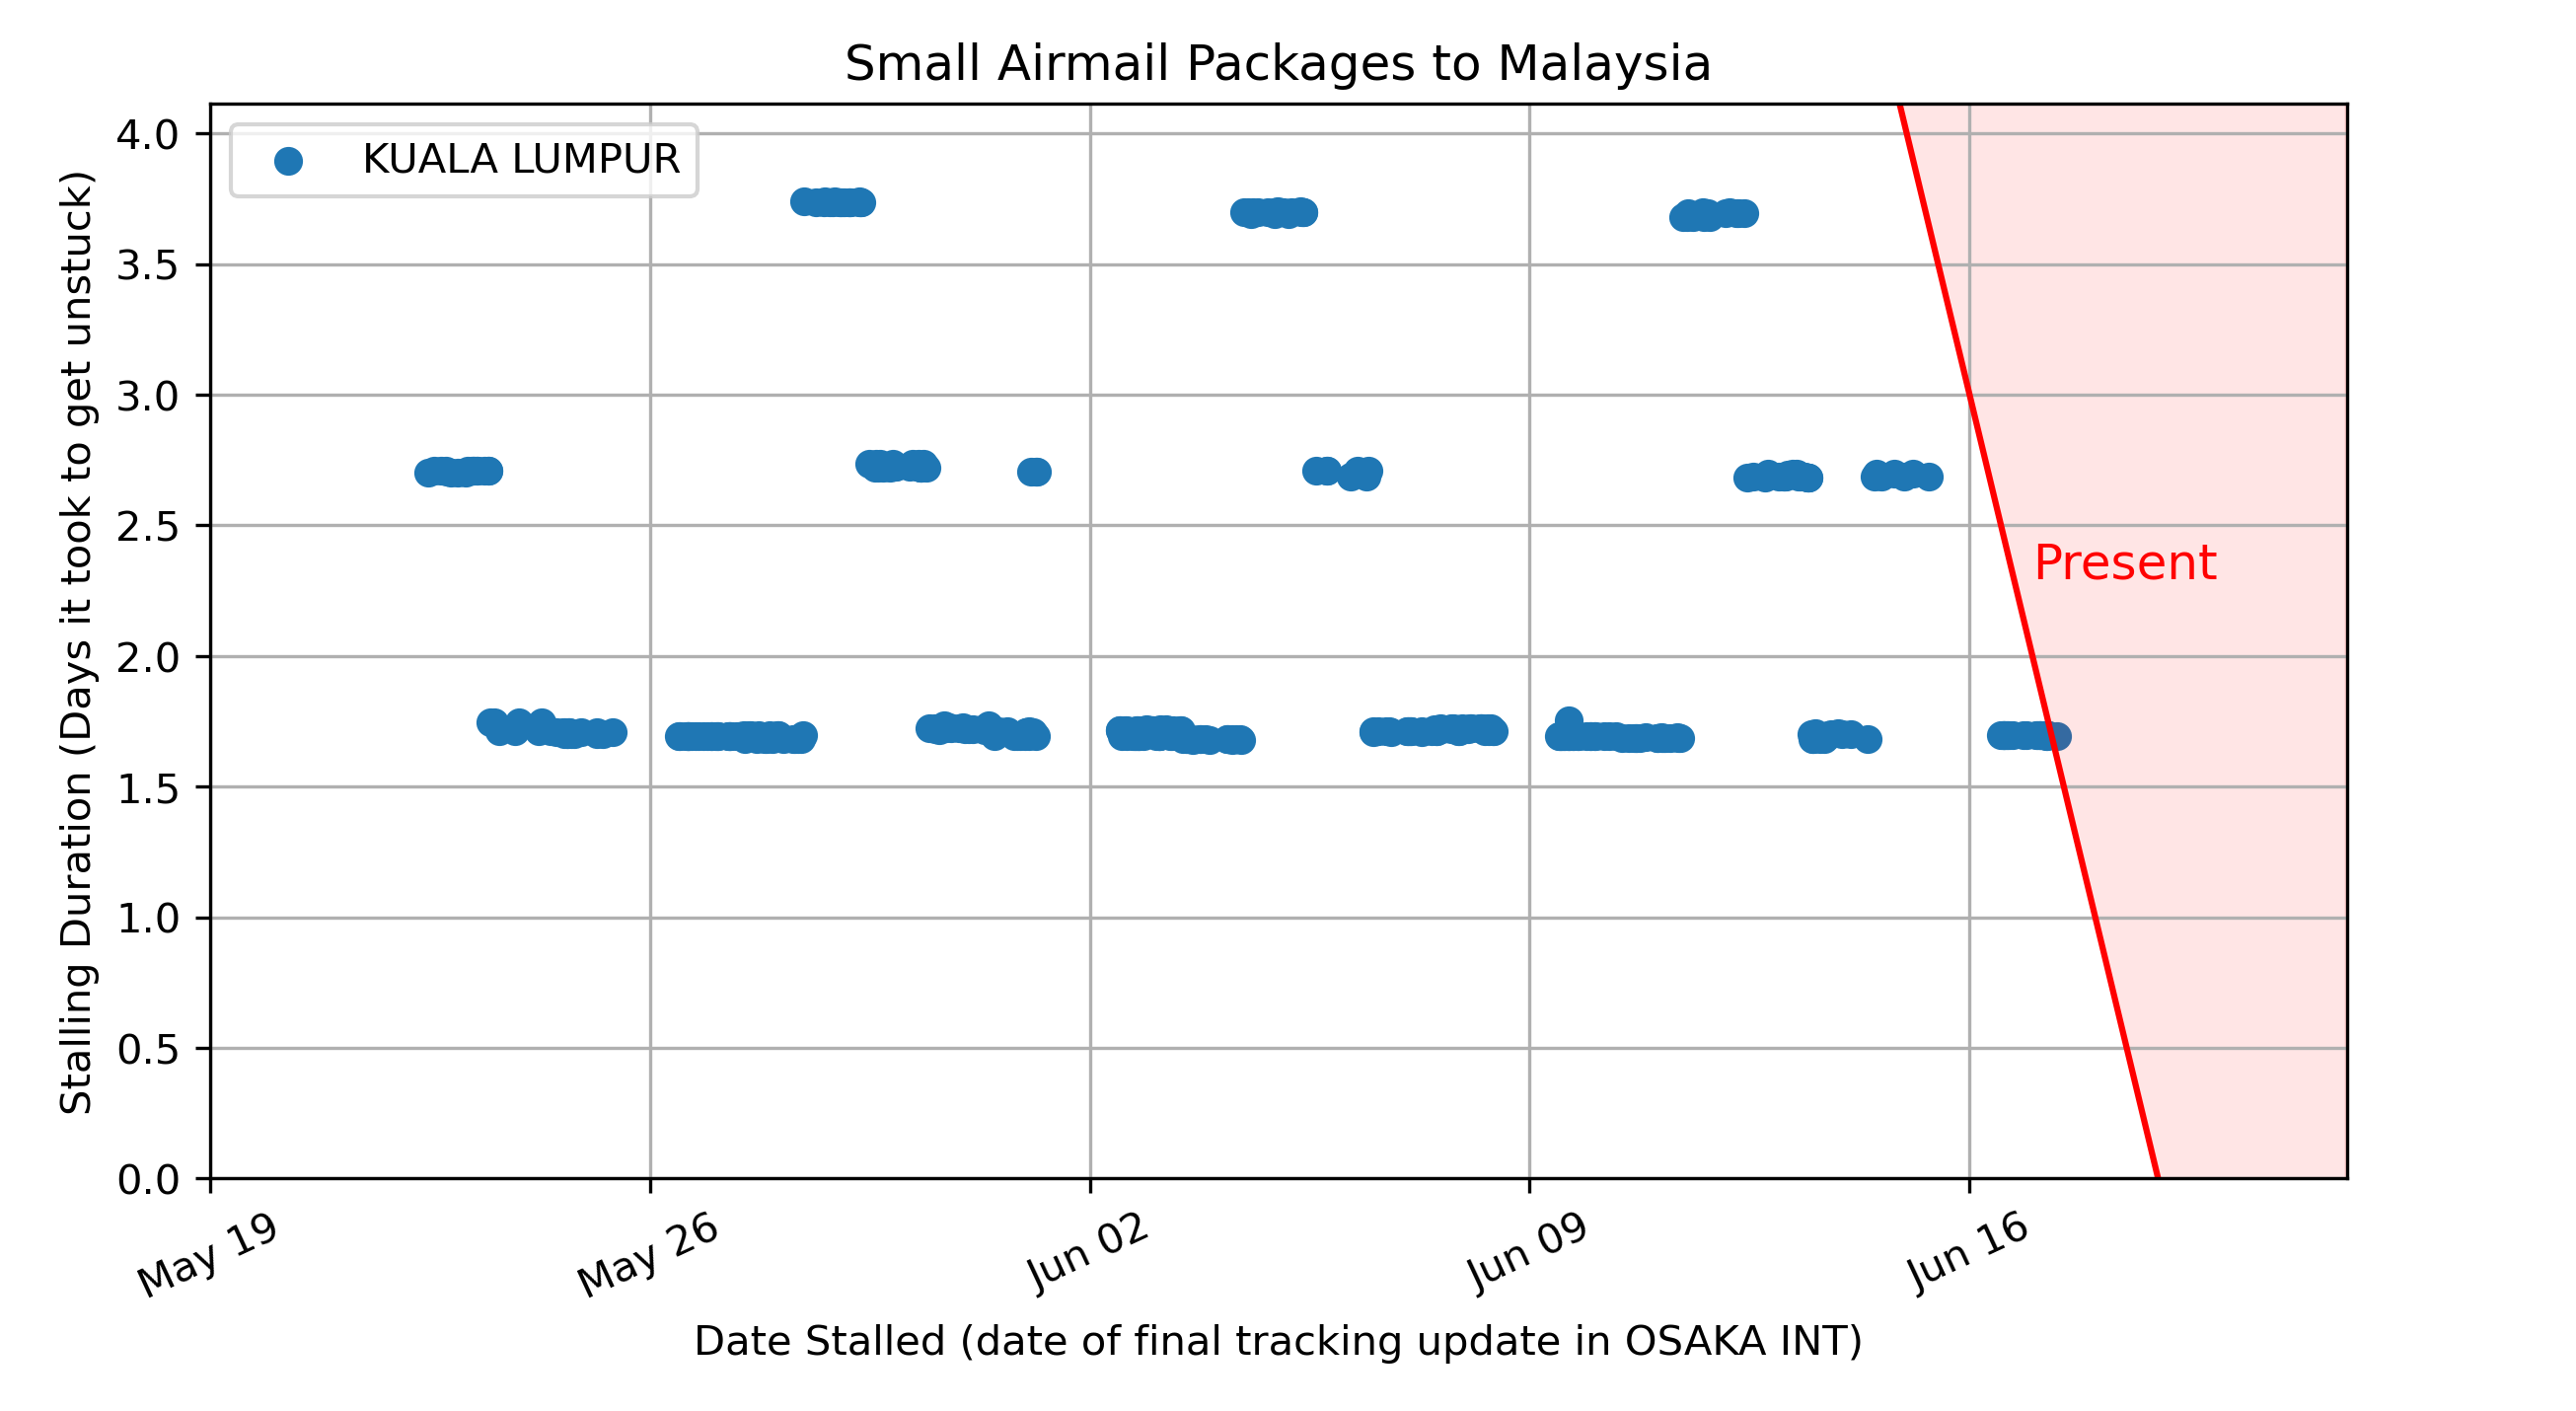 Small Airmail Packages to Malaysia
KUALA LUMPUR
Stalling Duration (Days it took to get unstuck)
4.0
3.5
3.0
2.5
2.0
1.5
1.0
0.5
0.0
Present
May 19
May 26
Jun 02
Jun 09
Jun 16
Date Stalled (date of final tracking update in OSAKA INT)